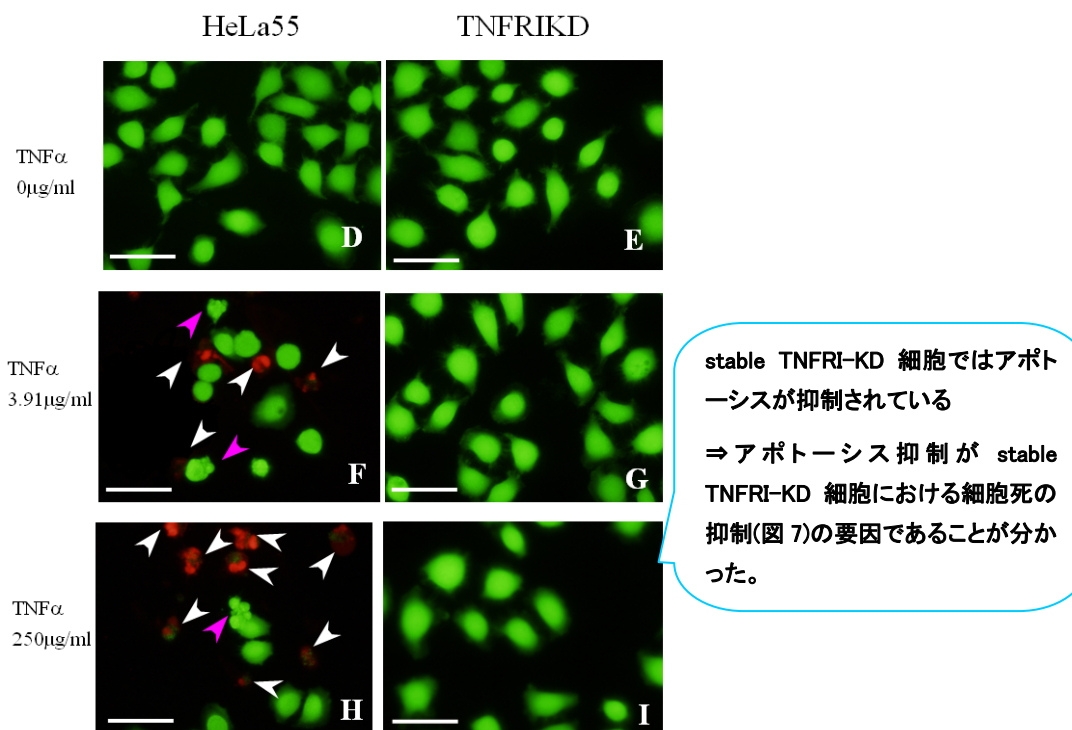 HeLa55 TNFRIKD
TNFα
0μg/ml
D E
TNFα
3.91μg/ml
F G
stable TNFRI-KD 細胞ではアポト
ーシスが抑制されている
⇒アポトーシス抑制が stable
TNFRI-KD 細胞における細胞死の
抑制(図 7)の要因であることが分か
った。
TNFα
250μg/ml
H I